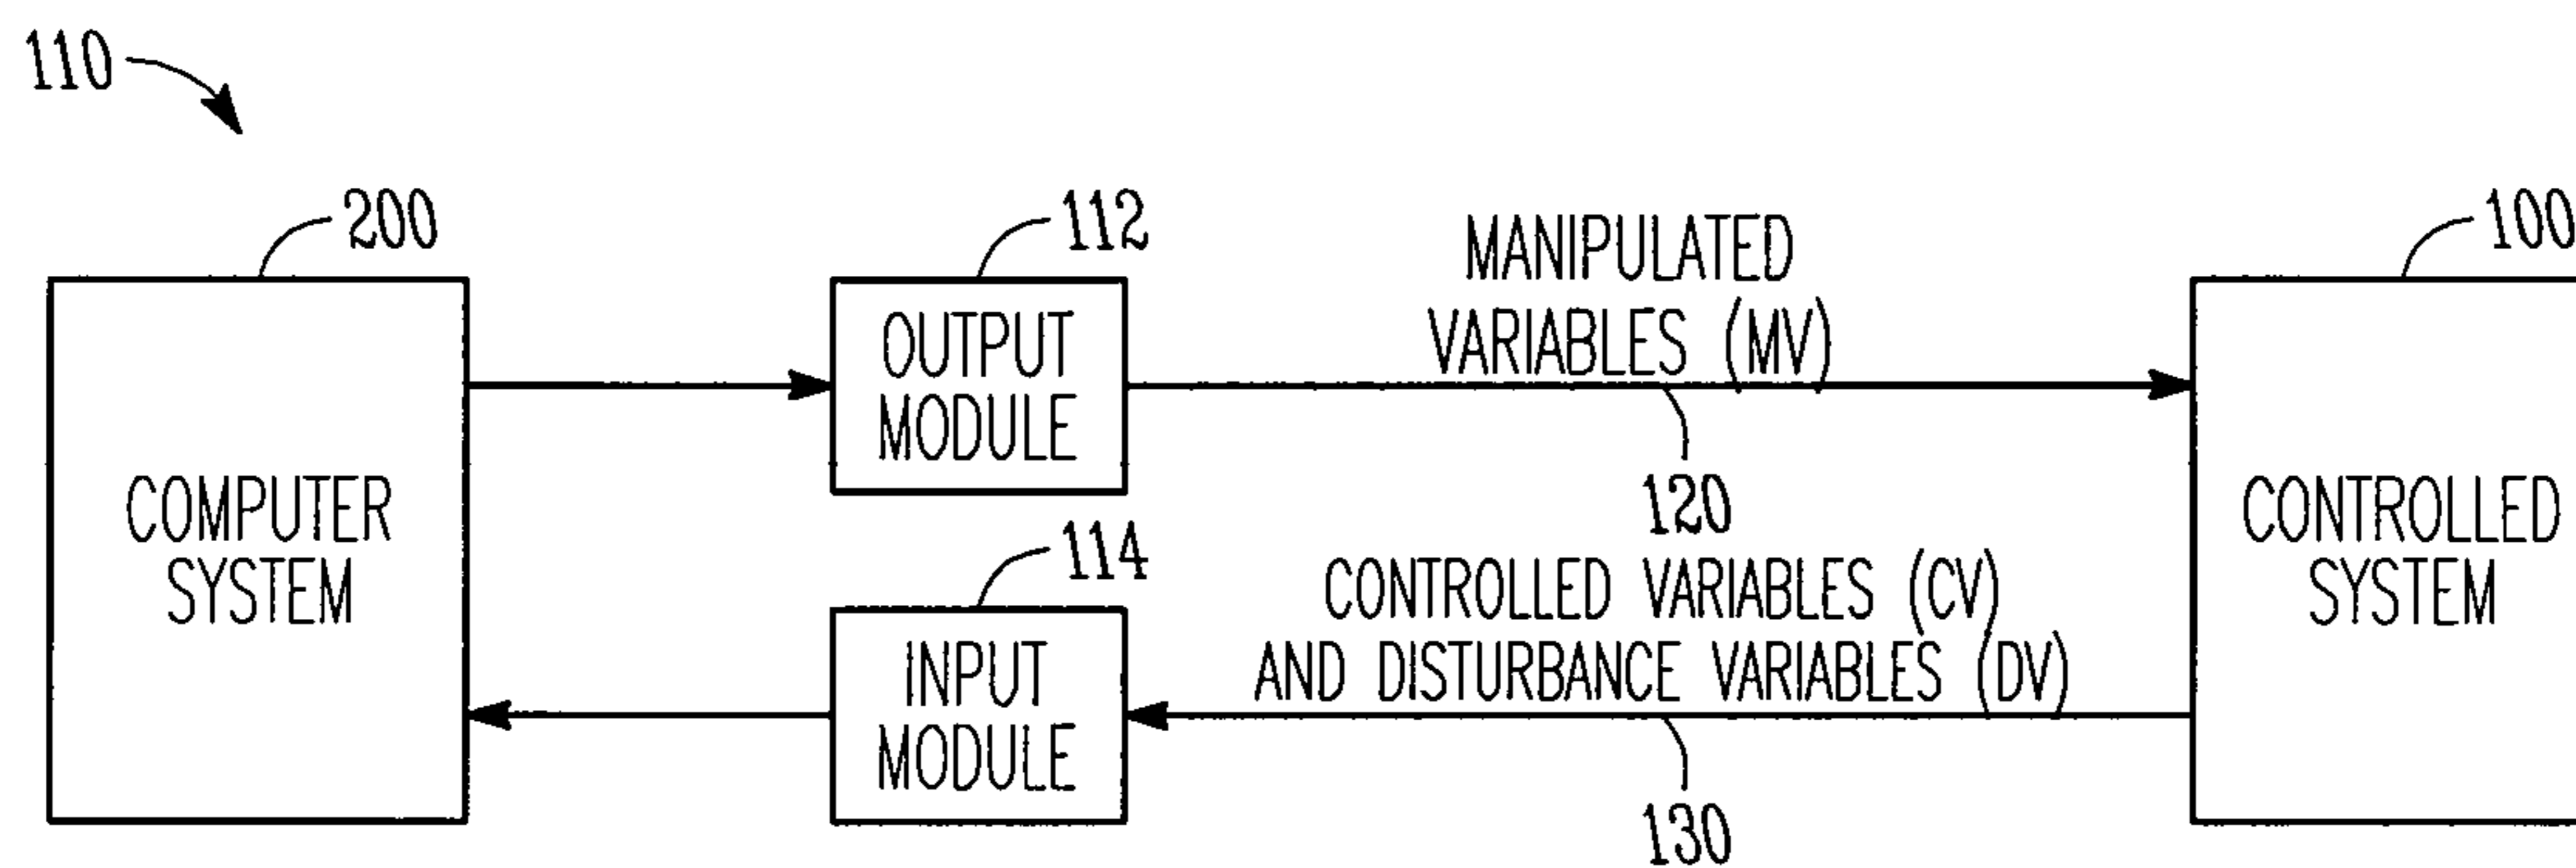 110
200
112
MANIPULATED
VARIABLES (MV)
100
OUTPUT
MODULE
120
COMPUTER
SYSTEM
114
CONTROLLED VARIABLES (CV)
AND DISTURBANCE VARIABLES (DV)
CONTROLLED
SYSTEM
INPUT
MODULE
130